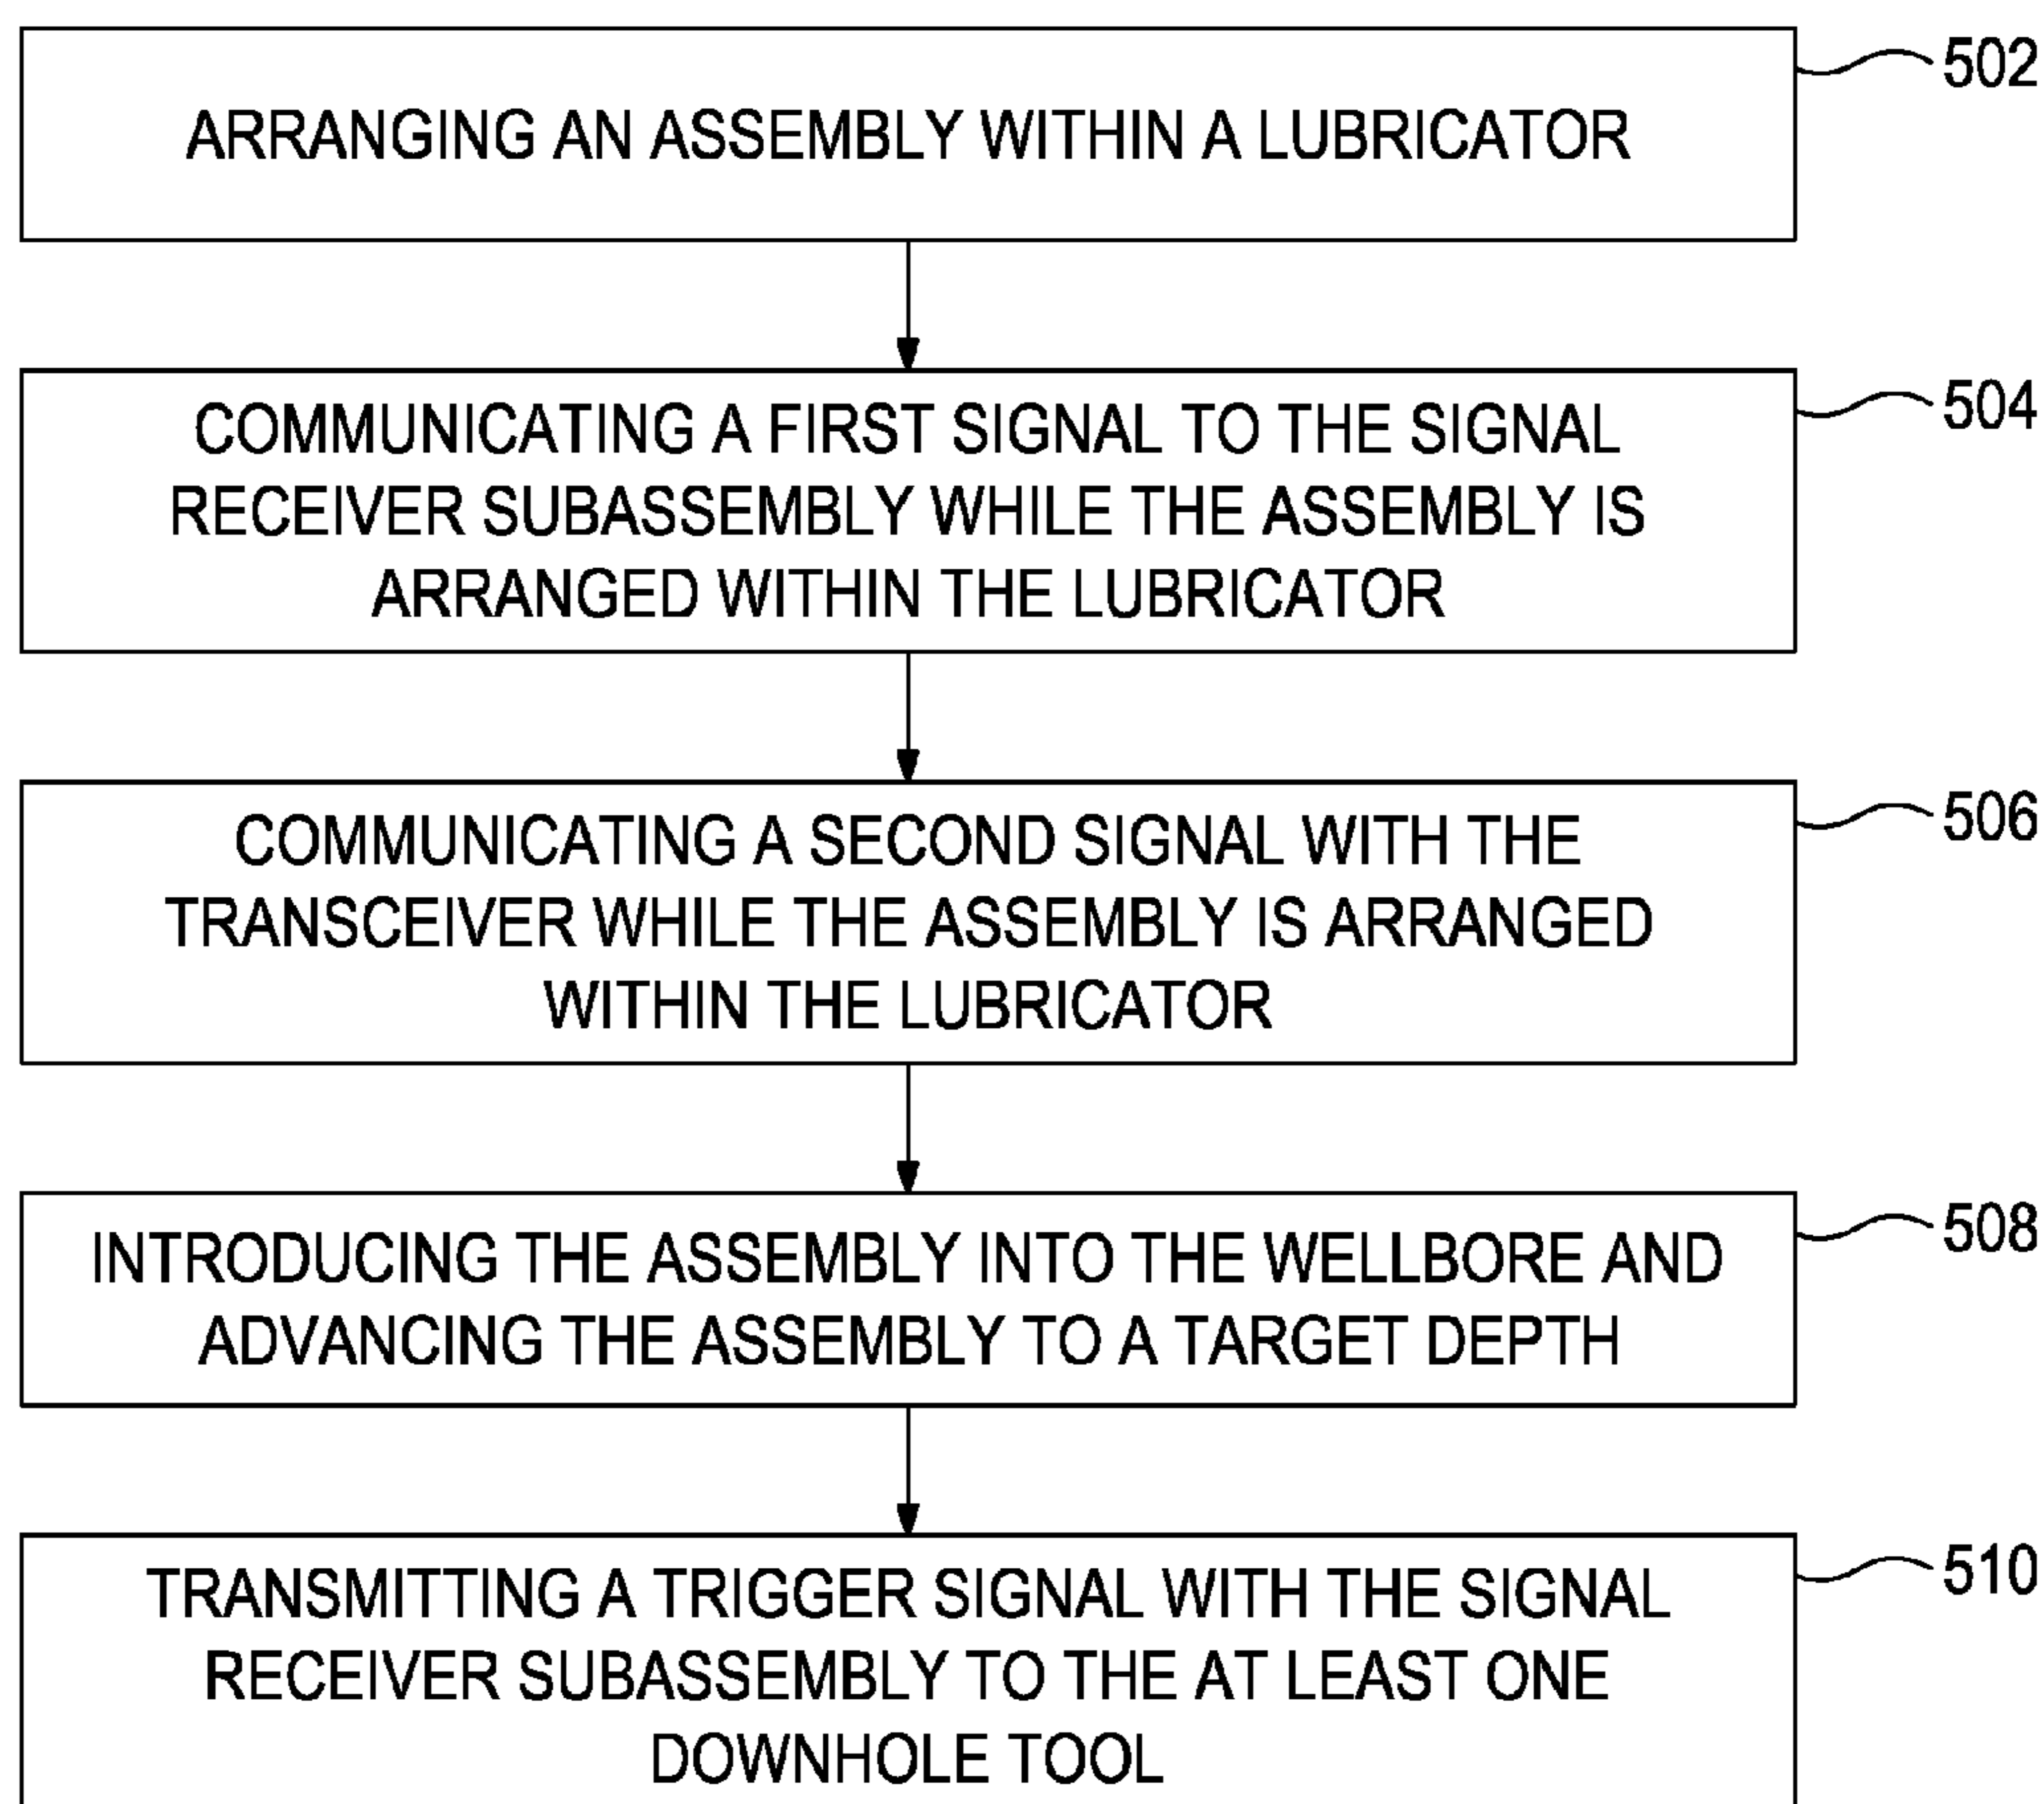 502
ARRANGING AN ASSEMBLY WITHIN A LUBRICATOR
504
COMMUNICATING A FIRST SIGNAL TO THE SIGNAL
RECEIVER SUBASSEMBLY WHILE THE ASSEMBLY IS
ARRANGED WITHIN THE LUBRICATOR
506
COMMUNICATING A SECOND SIGNAL WITH THE
TRANSCEIVER WHILE THE ASSEMBLY IS ARRANGED
WITHIN THE LUBRICATOR
508
INTRODUCING THE ASSEMBLY INTO THE WELLBORE AND
ADVANCING THE ASSEMBLY TO A TARGET DEPTH
510
TRANSMITTING A TRIGGER SIGNAL WITH THE SIGNAL
RECEIVER SUBASSEMBLY TO THE AT LEAST ONE
DOWNHOLE TOOL